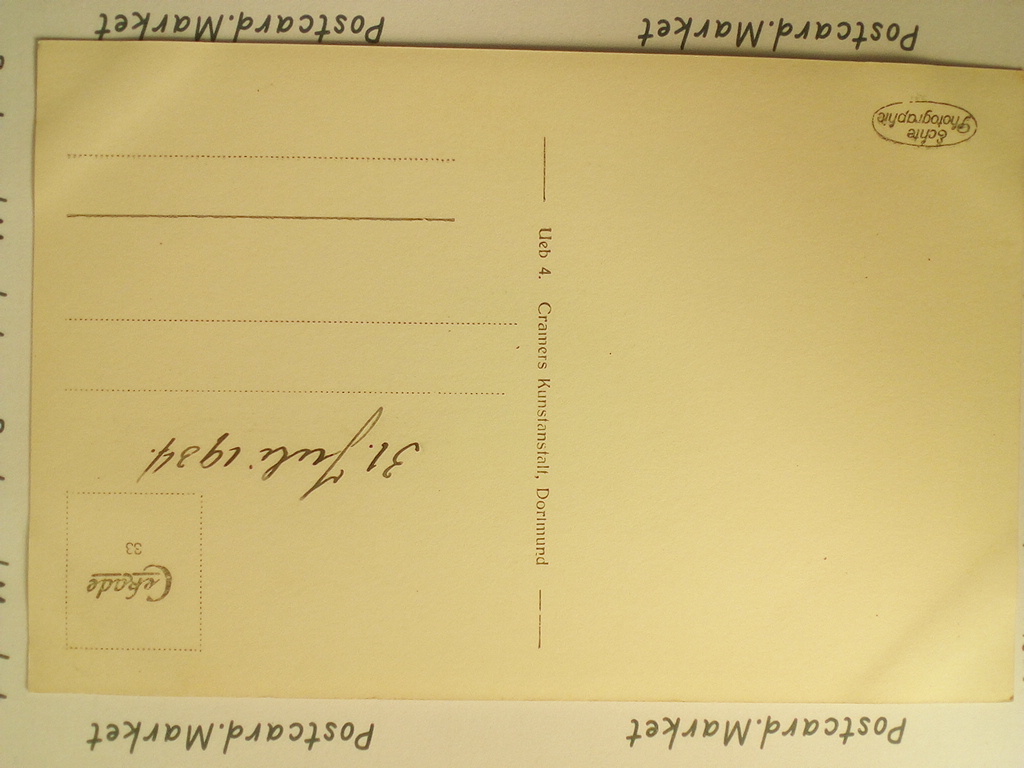 Postcard.Market
Postcard.Market
Cekade
33
31. Juli 1934.
Ueb 4. Cramers Kunstanstalt, Dortmund
Echte
Photographie
Postcard.Market
Postcard.Market